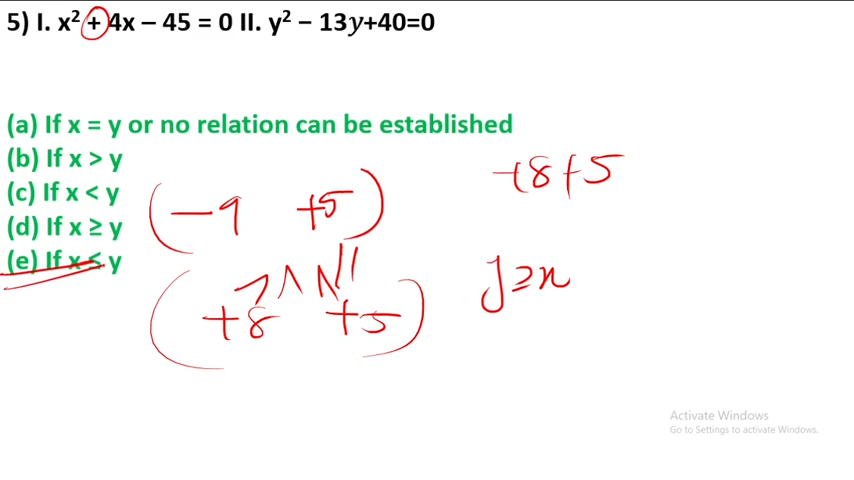 5) I. x² + 4x – 45 = 0 II. y² – 13y+40=0
(a) If x = y or no relation can be established
(b) If x > y
(c) If x < y
(d) If x ≥ y
(e) If x ≤ y
+8 +5
–9 +5
y ≥ x
+8 +5
Activate Windows
Go to Settings to activate Windows.